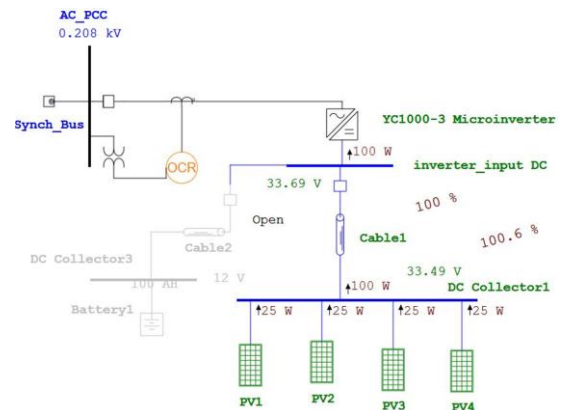 AC_PCC
0.208 kV
Synch_Bus
OCR
YC1000-3 Microinverter
100 W
inverter_input DC
33.69 V
100 %
Open
Cable1
100.6 %
Cable2
DC Collector3
100 AH
12 V
33.49 V
100 W
DC Collector1
Battery1
25 W
25 W
25 W
25 W
PV1
PV2
PV3
PV4